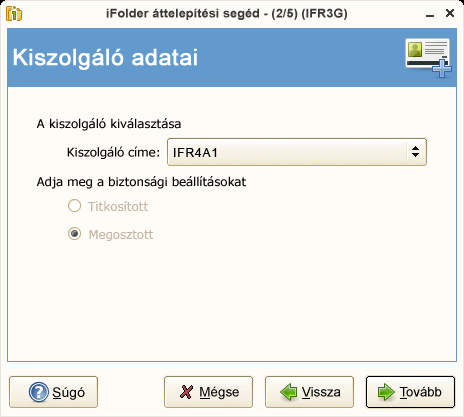 iFolder áttelepítési segéd - (2/5) (IFR3G)
Kiszolgáló adatai
A kiszolgáló kiválasztása
Kiszolgáló címe: IFR4A1
Adja meg a biztonsági beállításokat
Titkosított
Megosztott
Súgó Mégse Vissza Tovább